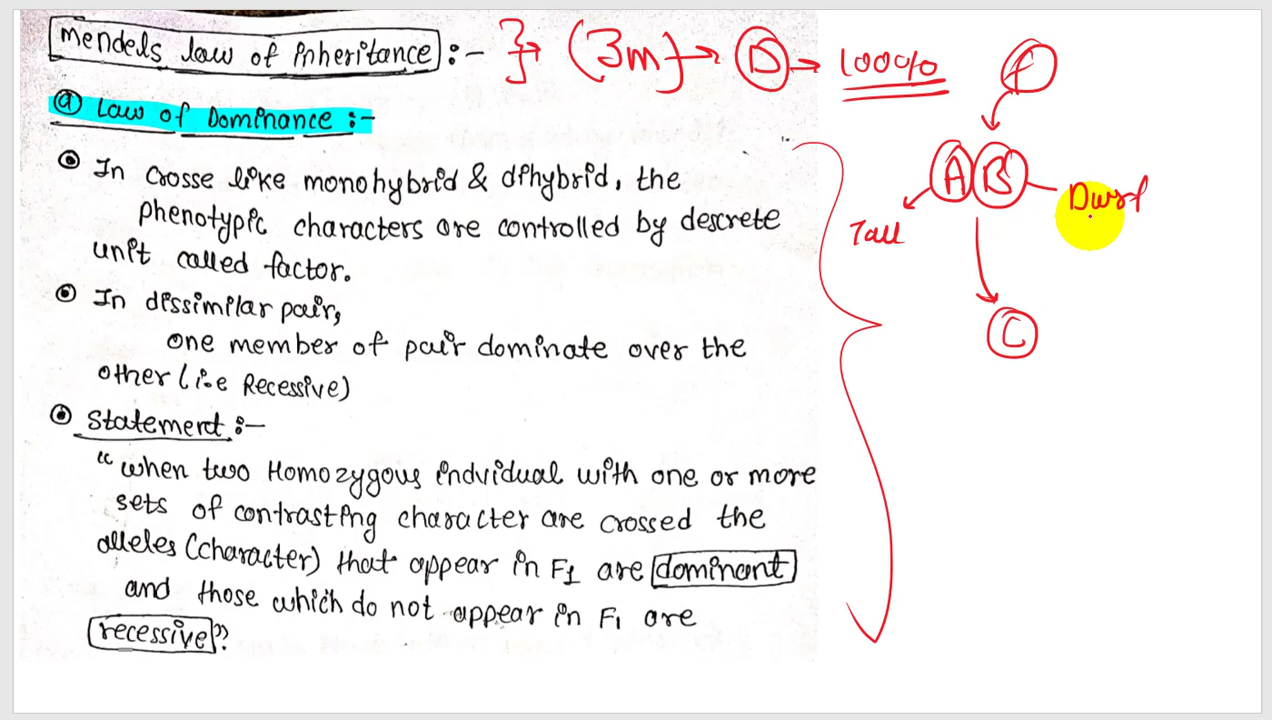 Mendels law of inheritance :- }→ (3m) → D → 100%
F
@ Law of Dominance :-
A B
Tall
Dwarf
C
In crosse like monohybrid & dihybrid, the
phenotypic characters are controlled by descrete
unit called factor.
In dissimilar pair,
one member of pair dominate over the
other (i.e Recessive)
Statement :-
“when two Homozygous indvidual with one or more
sets of contrasting character are crossed the
alleles (character) that appear in F1 are dominant
and those which do not appear in F1 are
recessive”